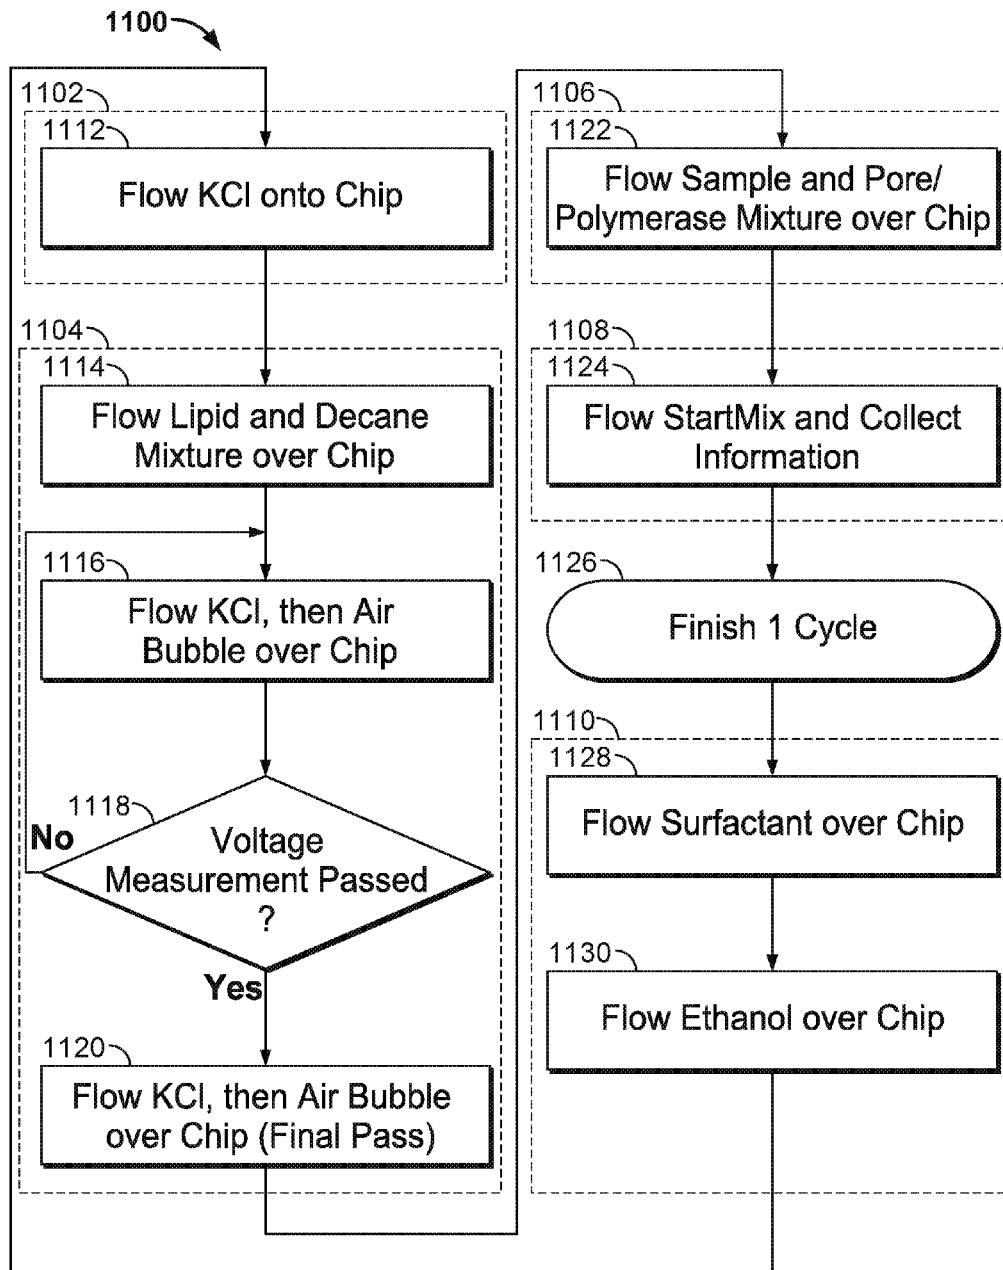 1100
1102
1112
Flow KCl onto Chip
1104
1114
Flow Lipid and Decane
Mixture over Chip
1116
Flow KCl, then Air
Bubble over Chip
1118
No
Voltage
Measurement Passed
?
Yes
1120
Flow KCl, then Air Bubble
over Chip (Final Pass)
1106
1122
Flow Sample and Pore/
Polymerase Mixture over Chip
1108
1124
Flow StartMix and Collect
Information
1126
Finish 1 Cycle
1110
1128
Flow Surfactant over Chip
1130
Flow Ethanol over Chip